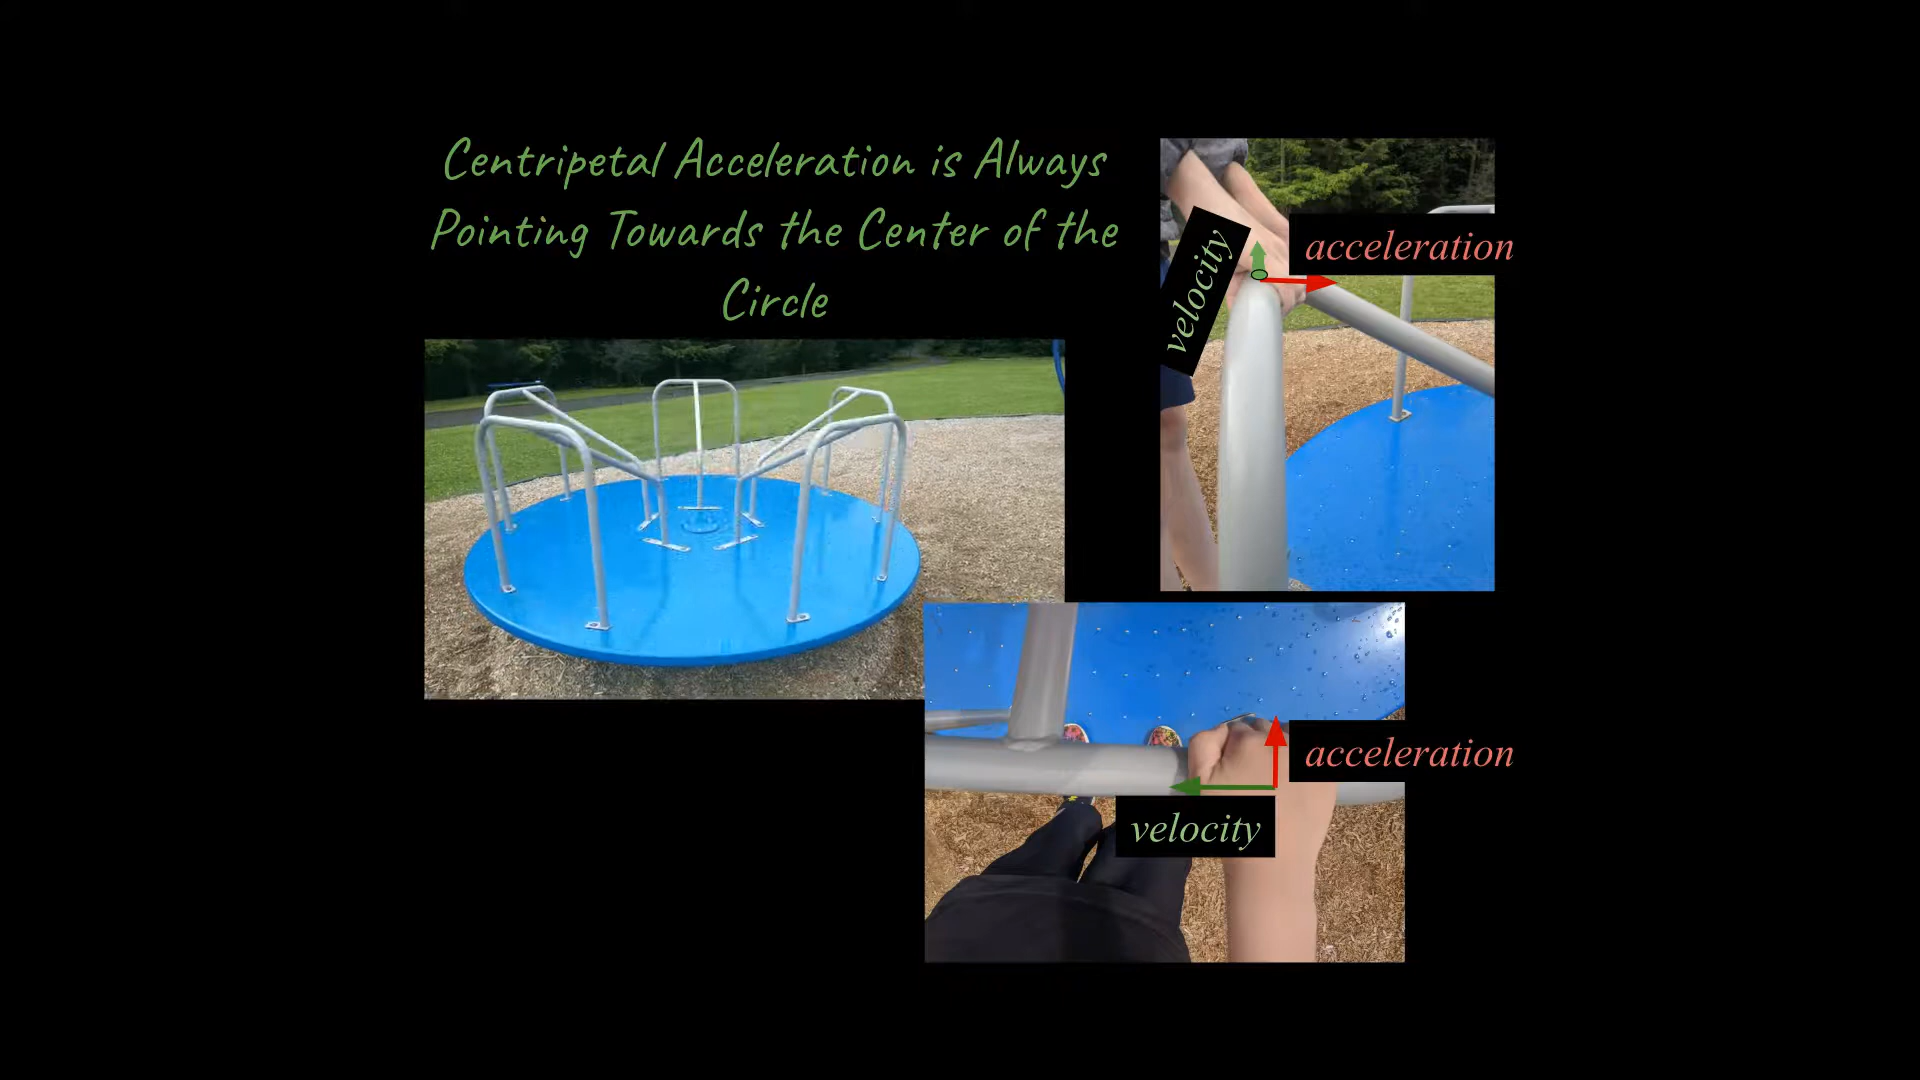 Centripetal Acceleration is Always
Pointing Towards the Center of the
Circle
velocity
acceleration
acceleration
velocity